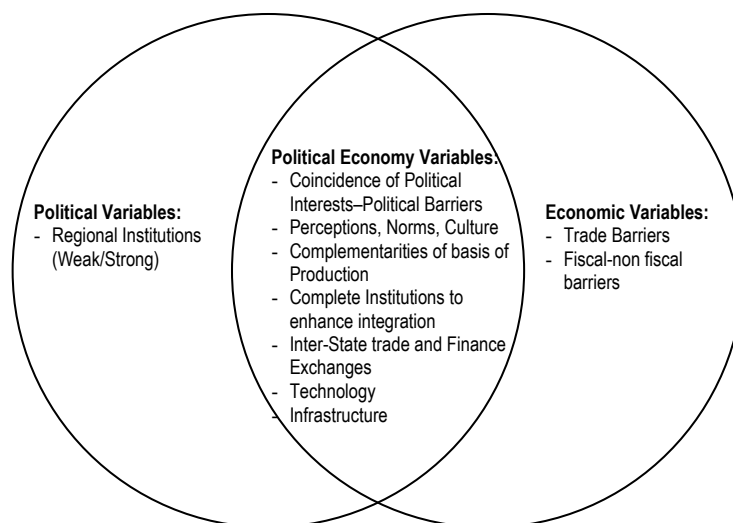 Political Variables:
- Regional Institutions
(Weak/Strong)
Political Economy Variables:
- Coincidence of Political
Interests–Political Barriers
- Perceptions, Norms, Culture
- Complementarities of basis of
Production
- Complete Institutions to
enhance integration
- Inter-State trade and Finance
Exchanges
- Technology
- Infrastructure
Economic Variables:
- Trade Barriers
- Fiscal-non fiscal
barriers